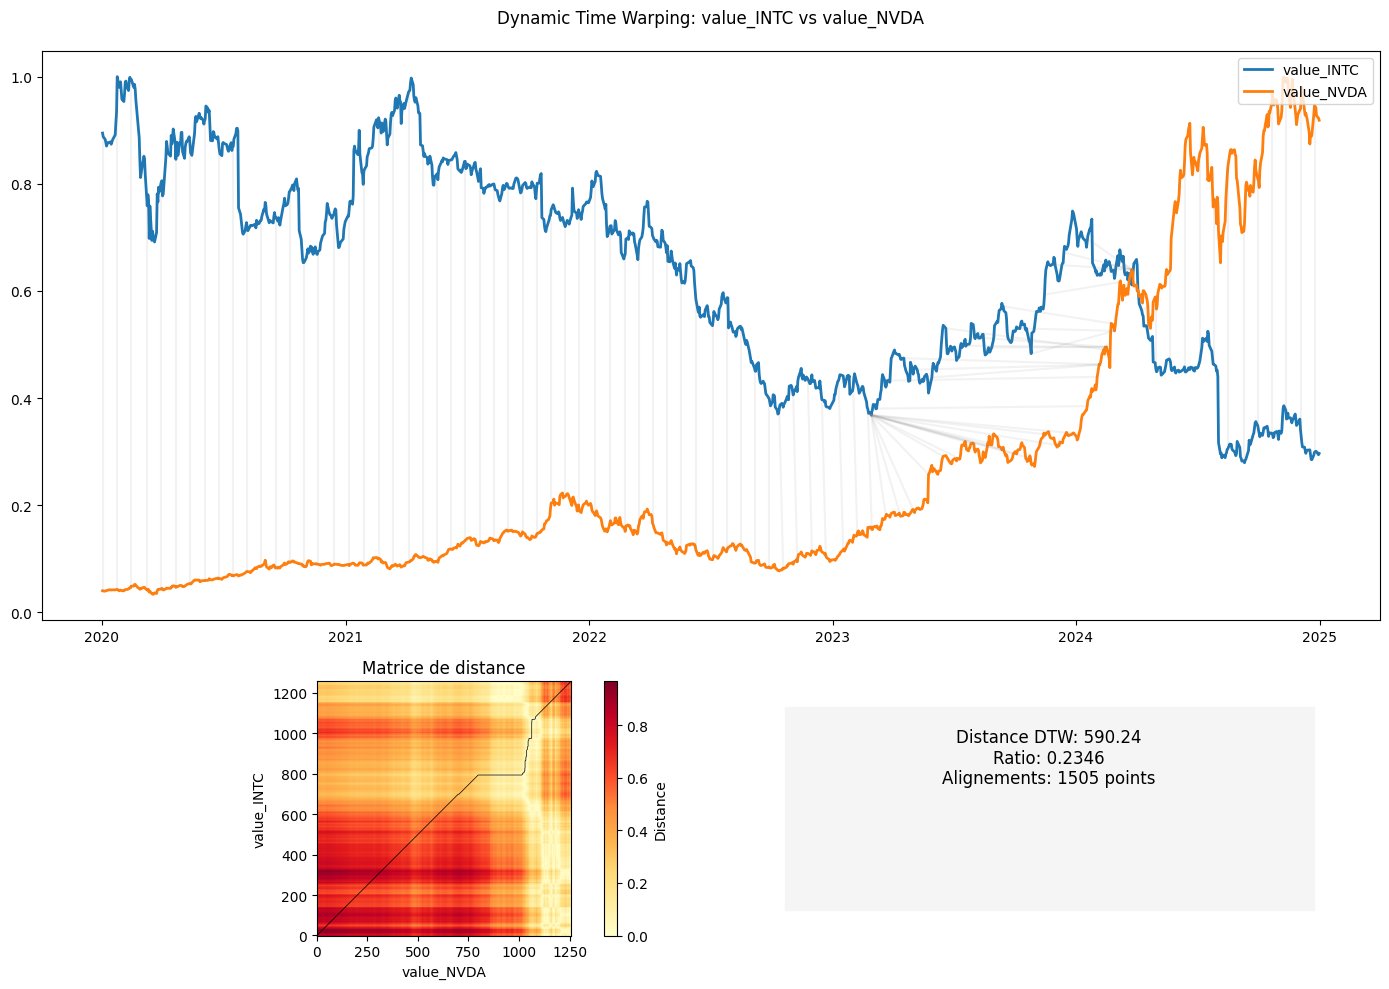 Dynamic Time Warping: value_INTC vs value_NVDA
value_INTC
value_NVDA
1.0
0.8
0.6
0.4
0.2
0.0
2020 2021 2022 2023 2024 2025
Matrice de distance
1200
1000
800
600
400
200
0
value_INTC
0 250 500 750 1000 1250
value_NVDA
0.8
0.6
0.4
0.2
0.0
Distance
Distance DTW: 590.24
Ratio: 0.2346
Alignements: 1505 points